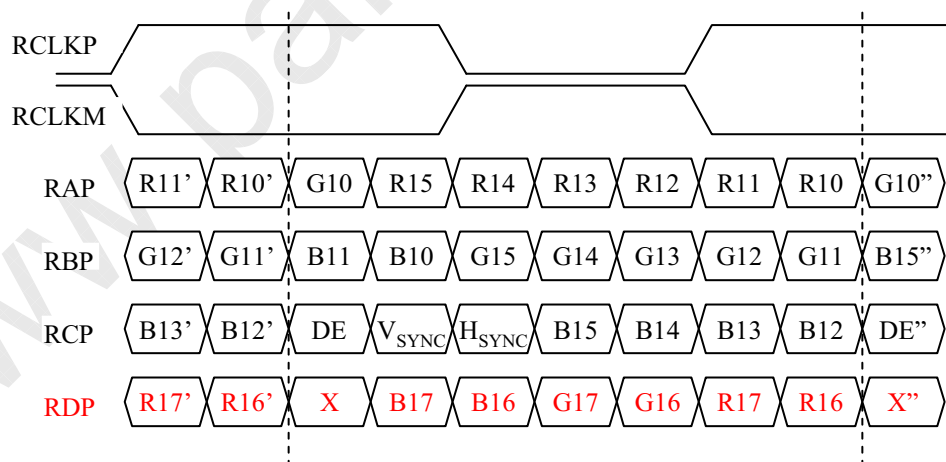 RCLKP
RCLKM
RAP R11’ R10’ G10 R15 R14 R13 R12 R11 R10 G10”
RBP G12’ G11’ B11 B10 G15 G14 G13 G12 G11 B15”
RCP B13’ B12’ DE VSYNC HSYNC B15 B14 B13 B12 DE”
RDP R17’ R16’ X B17 B16 G17 G16 R17 R16 X”